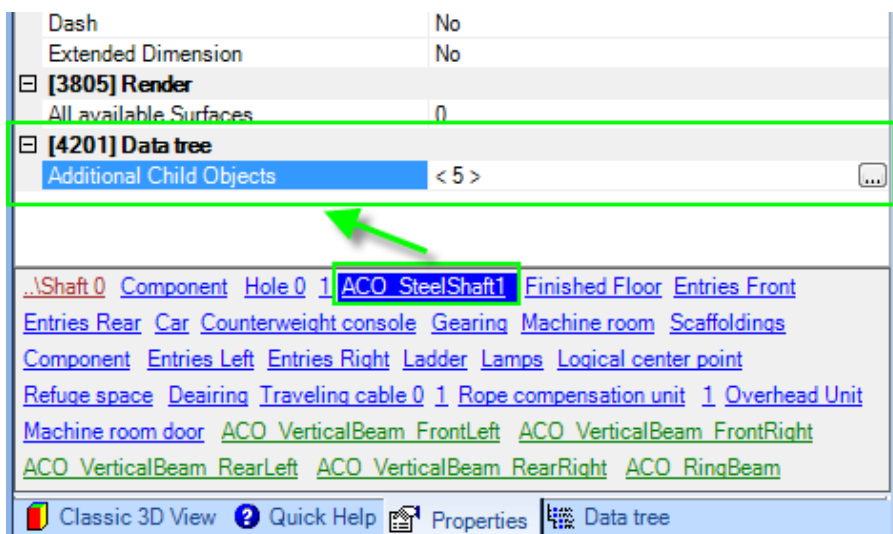 Dash No
Extended Dimension No
[3805] Render
All available Surfaces 0
[4201] Data tree
Additional Child Objects < 5 > ...
..\Shaft 0 Component Hole 0 1 ACO_SteelShaft1 Finished Floor Entries Front
Entries Rear Car Counterweight console Gearing Machine room Scaffoldings
Component Entries Left Entries Right Ladder Lamps Logical center point
Refuge space Deairing Traveling cable 0 1 Rope compensation unit 1 Overhead Unit
Machine room door ACO_VerticalBeam_FrontLeft ACO_VerticalBeam_FrontRight
ACO_VerticalBeam_RearLeft ACO_VerticalBeam_RearRight ACO_RingBeam
Classic 3D View Quick Help Properties Data tree